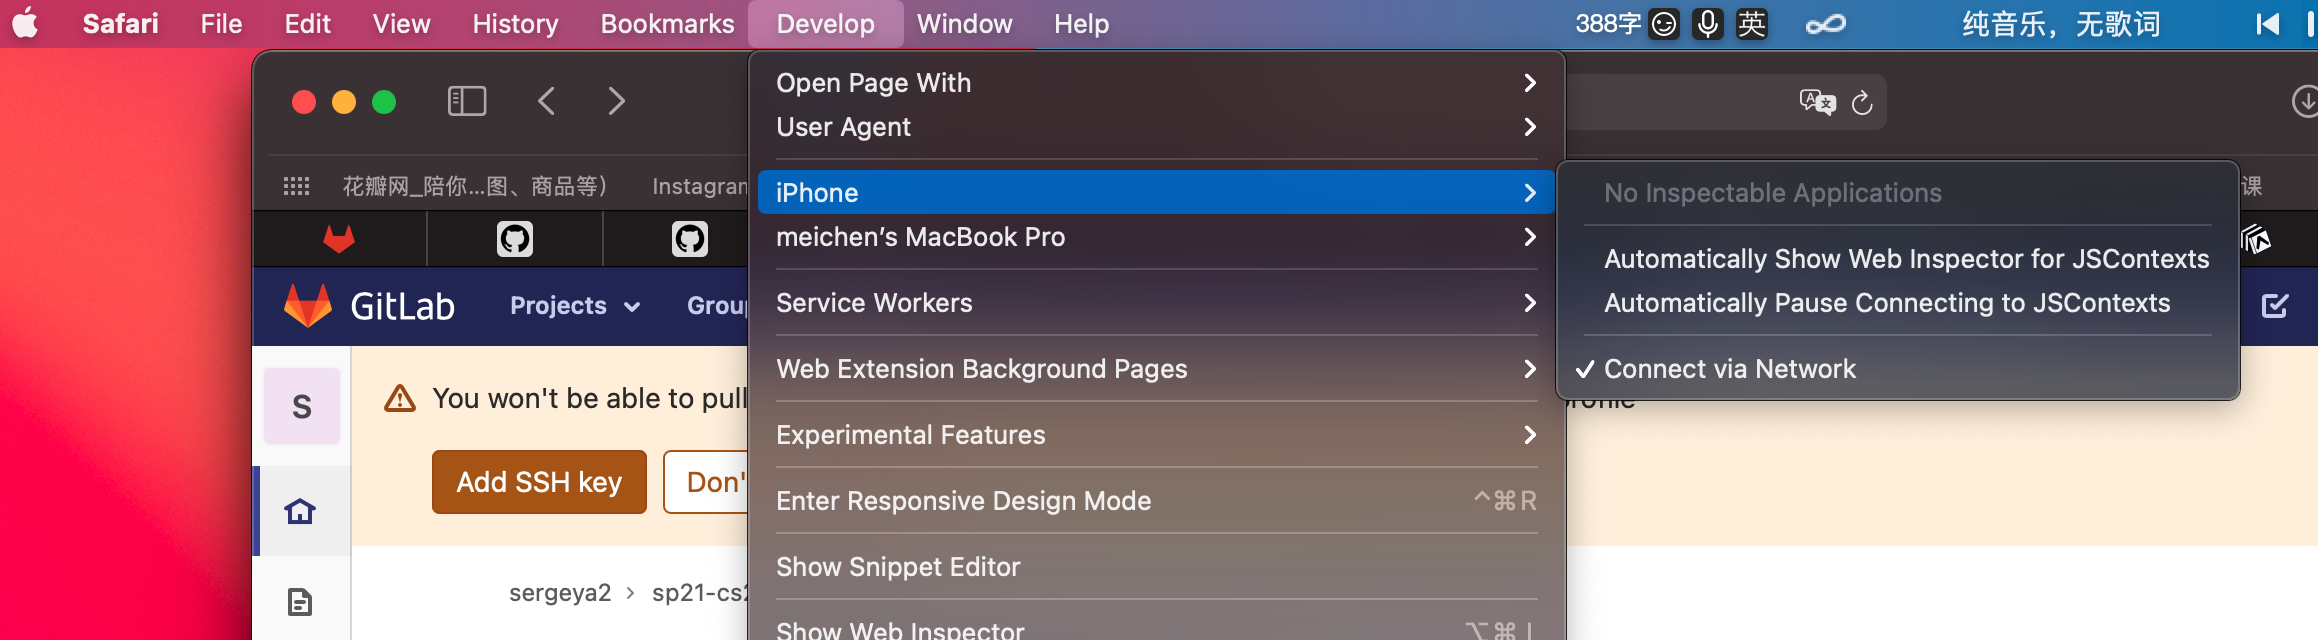 Safari File Edit View History Bookmarks Develop Window Help 388字 英 纯音乐，无歌词
Open Page With
User Agent
花瓣网_陪你...图、商品等） Instagram
iPhone
meichen’s MacBook Pro
Service Workers
Web Extension Background Pages
Experimental Features
Enter Responsive Design Mode ^⌘R
Show Snippet Editor
Show Web Inspector ⌥⌘I
No Inspectable Applications
Automatically Show Web Inspector for JSContexts
Automatically Pause Connecting to JSContexts
✓ Connect via Network
课
GitLab Projects Grou
S
You won't be able to pull
Add SSH key Don'
sergeya2 > sp21-cs2